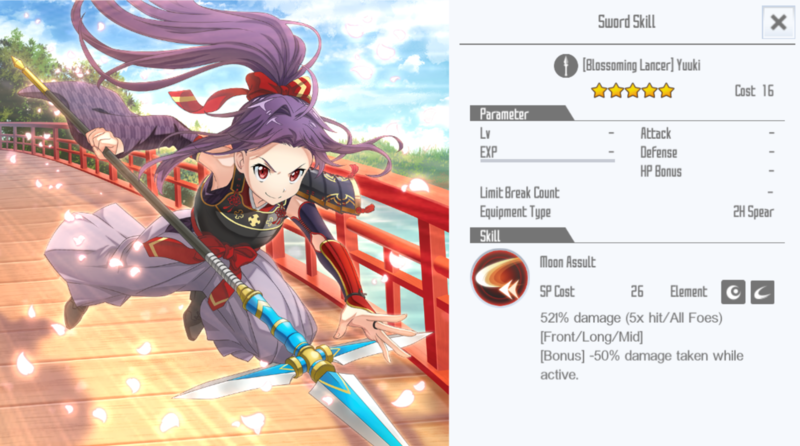 Sword Skill
[Blossoming Lancer] Yuuki
Cost 16
Parameter
Lv -
EXP -
Attack -
Defense -
HP Bonus -
Limit Break Count -
Equipment Type 2H Spear
Skill
Moon Assult
SP Cost 26 Element
521% damage (5x hit/All Foes)
[Front/Long/Mid]
[Bonus] -50% damage taken while
active.